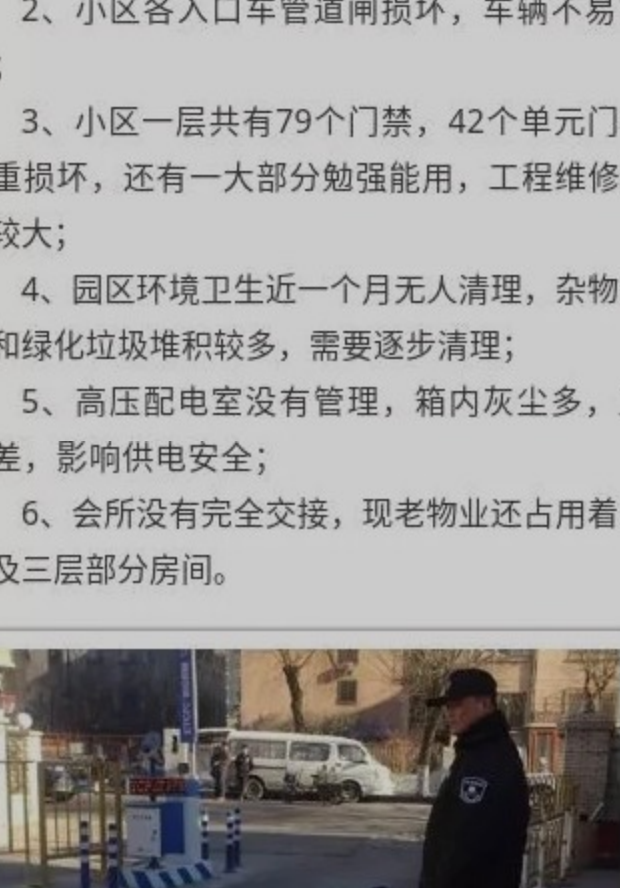 2、小区各入口车管道闸损坏，车辆不易
；
3、小区一层共有79个门禁，42个单元门
重损坏，还有一大部分勉强能用，工程维修
较大；
4、园区环境卫生近一个月无人清理，杂物
和绿化垃圾堆积较多，需要逐步清理；
5、高压配电室没有管理，箱内灰尘多，
差，影响供电安全；
6、会所没有完全交接，现老物业还占用着
及三层部分房间。